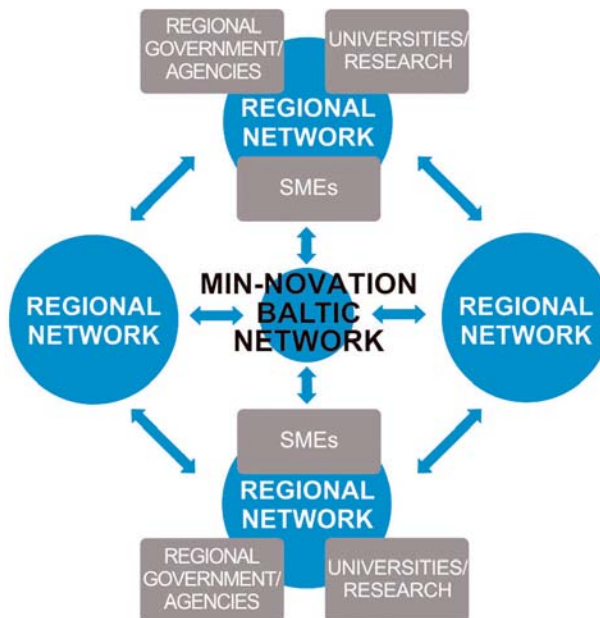 REGIONAL
GOVERNMENT/
AGENCIES
UNIVERSITIES/
RESEARCH
REGIONAL
NETWORK
SMEs
REGIONAL
NETWORK
MIN-NOVATION
BALTIC
NETWORK
REGIONAL
NETWORK
SMEs
REGIONAL
NETWORK
REGIONAL
GOVERNMENT/
AGENCIES
UNIVERSITIES/
RESEARCH